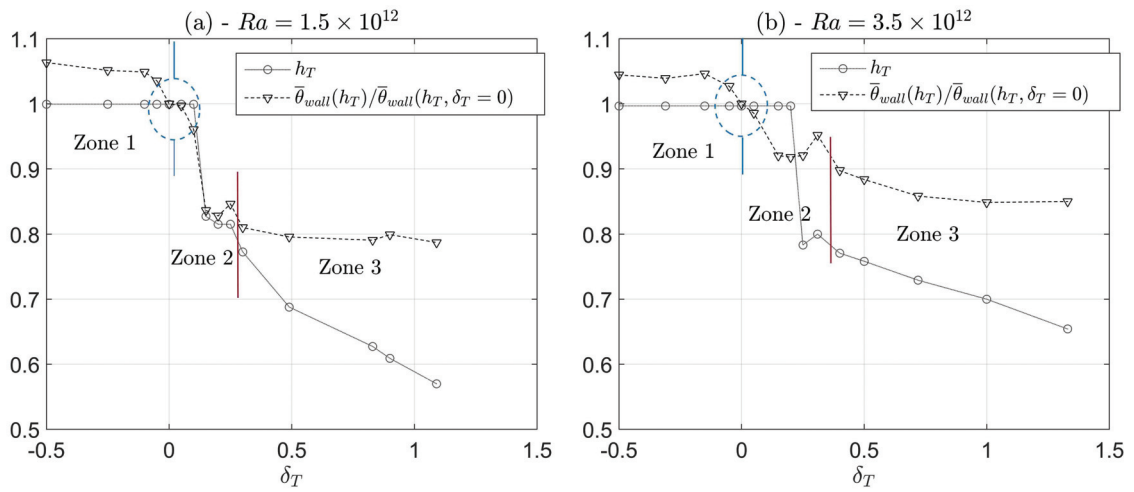 (a) - Ra = 1.5 × 10¹²
1.1
1
0.9
0.8
0.7
0.6
0.5
-0.5
0
0.5
1
1.5
δ_T
h_T
θ̅_wall(h_T)/θ̅_wall(h_T, δ_T = 0)
Zone 1
Zone 2
Zone 3
(b) - Ra = 3.5 × 10¹²
1.1
1
0.9
0.8
0.7
0.6
0.5
-0.5
0
0.5
1
1.5
δ_T
h_T
θ̅_wall(h_T)/θ̅_wall(h_T, δ_T = 0)
Zone 1
Zone 2
Zone 3